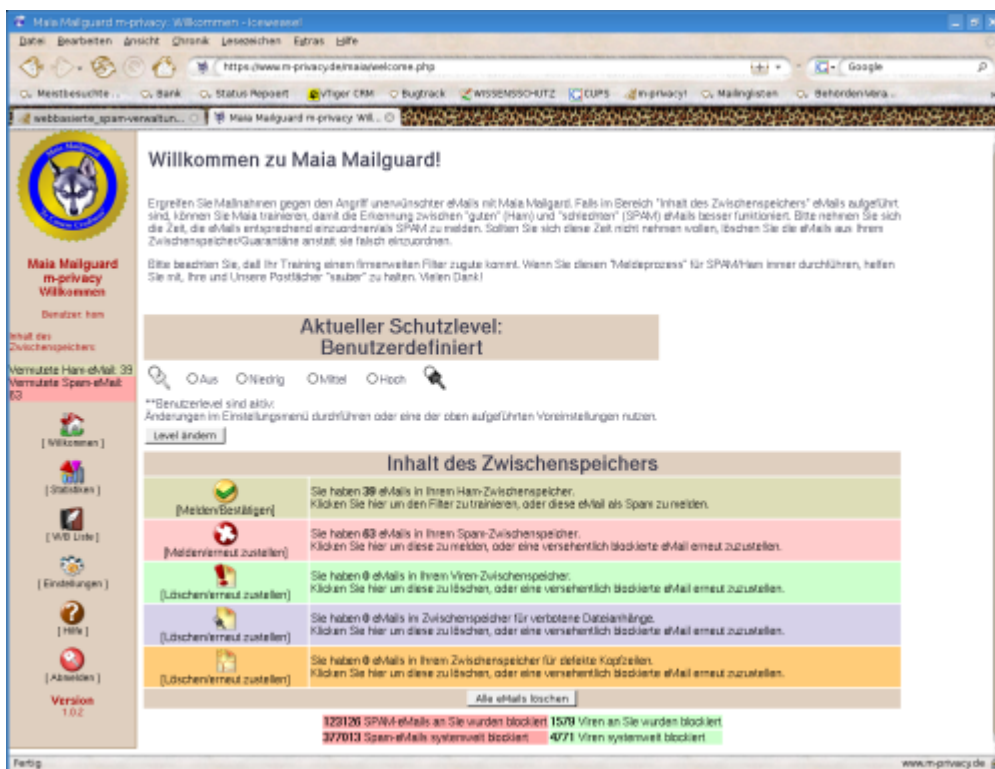 Maia Mailguard m-privacy: Willkommen - Iceweasel
Datei Bearbeiten Ansicht Chronik Lesezeichen Extras Hilfe
https://www.m-privacy.de/maia/welcome.php
Google
Meistbesuchte ... Bank Status Repoert VTiger CRM Bugtrack WISSENSSCHUTZ CUPS m-privacy1 Mailinglisten BehordenVera...
webbasierte_spam-verwaltun... Maia Mailguard m-privacy: Will...
Willkommen zu Maia Mailguard!
Ergreifen Sie Maßnahmen gegen den Angriff unerwünschter eMails mit Maia Mailgard. Falls im Bereich "Inhalt des Zwischenspeichers" eMails aufgeführt
sind, können Sie Maia trainieren, damit die Erkennung zwischen "guten" (Ham) und "schlechten" (SPAM) eMails besser funktioniert. Bitte nehmen Sie sich
die Zeit, die eMails entsprechend einzuordnen/als SPAM zu melden. Sollten Sie sich diese Zeit nicht nehmen wollen, löschen Sie die eMails aus Ihrem
Zwischenspeicher/Quarantäne anstatt sie falsch einzuordnen.
Bitte beachten Sie, daß Ihr Training einem firmenweiten Filter zugute kommt. Wenn Sie diesen "Meldeprozess" für SPAM/Ham immer durchführen, helfen
Sie mit, Ihre und Unsere Postfächer "sauber" zu halten. Vielen Dank!
Maia Mailguard
m-privacy
Willkommen
Benutzer: ham
Inhalt des
Zwischenspeichers:
Vermutete Ham-eMail: 39
Vermutete Spam-eMail:
63
[ Willkommen ]
[ Statistiken ]
[ W/B Liste ]
[ Einstellungen ]
[ Hilfe ]
[ Abmelden ]
Version
1.0.2
Aktueller Schutzlevel:
Benutzerdefiniert
Aus Niedrig Mittel Hoch
**Benutzerlevel sind aktiv:
Änderungen im Einstellungsmenü durchführen oder eine der oben aufgeführten Voreinstellungen nutzen.
Level ändern
Inhalt des Zwischenspeichers
[Melden/Bestätigen]
Sie haben 39 eMails in Ihrem Ham-Zwischenspeicher.
Klicken Sie hier um den Filter zu trainieren, oder diese eMail als Spam zu melden.
[Melden/erneut zustellen]
Sie haben 63 eMails in Ihrem Spam-Zwischenspeicher.
Klicken Sie hier um diese zu melden, oder eine versehentlich blockierte eMail erneut zuzustellen.
[Löschen/erneut zustellen]
Sie haben 0 eMails in Ihrem Viren-Zwischenspeicher.
Klicken Sie hier um diese zu löschen, oder eine versehentlich blockierte eMail erneut zuzustellen.
[Löschen/erneut zustellen]
Sie haben 0 eMails im Zwischenspeicher für verbotene Dateianhänge.
Klicken Sie hier um diese zu löschen, oder eine versehentlich blockierte eMail erneut zuzustellen.
[Löschen/erneut zustellen]
Sie haben 0 eMails in Ihrem Zwischenspeicher für defekte Kopfzeilen.
Klicken Sie hier um diese zu löschen, oder eine versehentlich blockierte eMail erneut zuzustellen.
Alle eMails löschen
123126 SPAM-eMails an Sie wurden blockiert 1579 Viren an Sie wurden blockiert
377013 Spam-eMails systemweit blockiert 4771 Viren systemweit blockiert
Fertig www.m-privacy.de